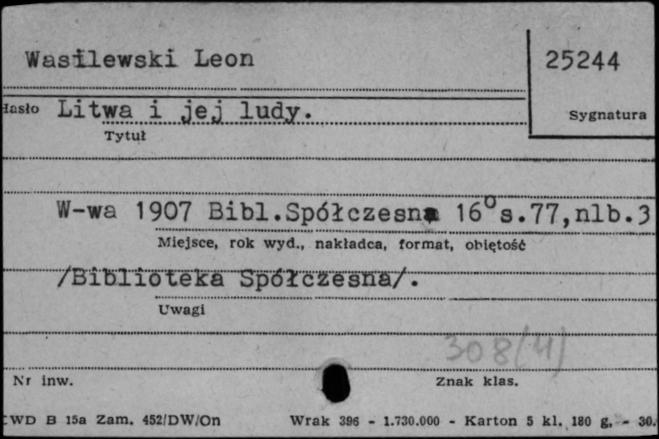 Wasilewski Leon
25244
Hasło Litwa i jej ludy.
Sygnatura
Tytuł
W-wa 1907 Bibl.Spółczesna 16⁰s.77,nlb.3
Miejsce, rok wyd., nakładca, format, objętość
/Biblioteka Spółczesna/.
Uwagi
308(4)
Nr inw.
Znak klas.
CWD B 15a Zam. 452/DW/On Wrak 396 - 1.730.000 - Karton 5 kl. 180 g. - 30.